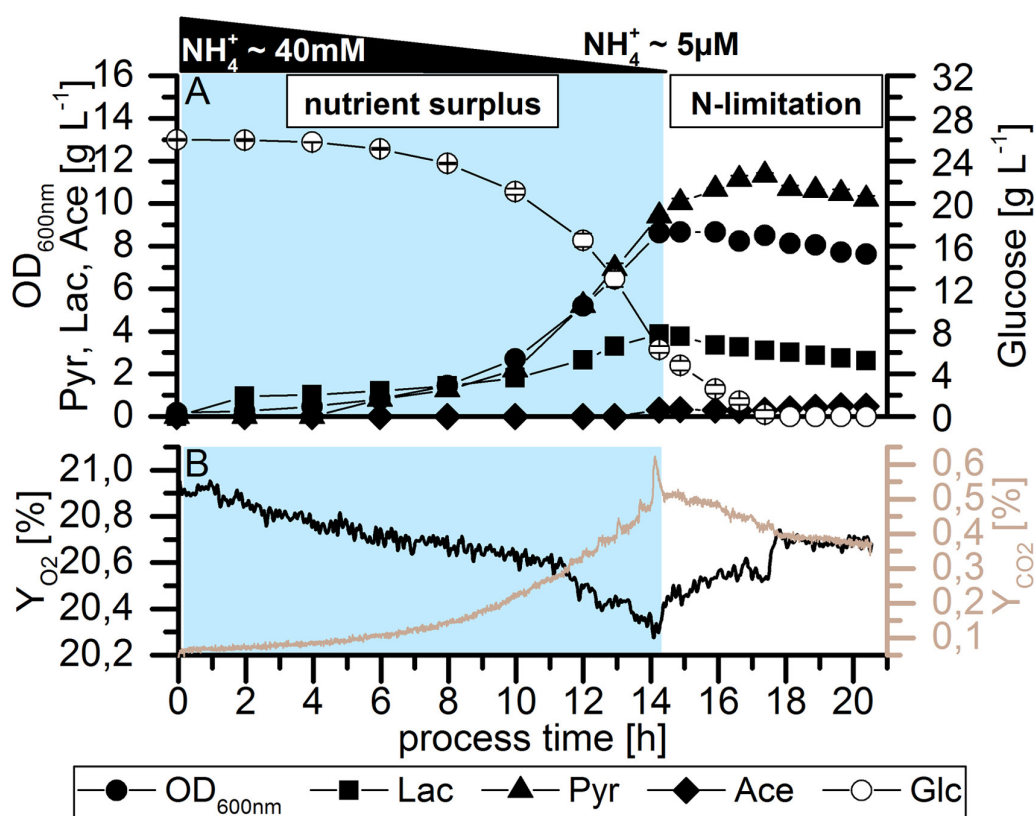 NH₄⁺ ~ 40mM
NH₄⁺ ~ 5µM
A
nutrient surplus
N-limitation
16
14
12
10
8
6
4
2
0
OD600nm
Pyr, Lac, Ace [g L⁻¹]
32
28
24
20
16
12
8
4
0
Glucose [g L⁻¹]
B
21,0
20,8
20,6
20,4
20,2
Y_O2 [%]
0,6
0,5
0,4
0,3
0,2
0,1
Y_CO2 [%]
0 2 4 6 8 10 12 14 16 18 20
process time [h]
OD600nm Lac Pyr Ace Glc